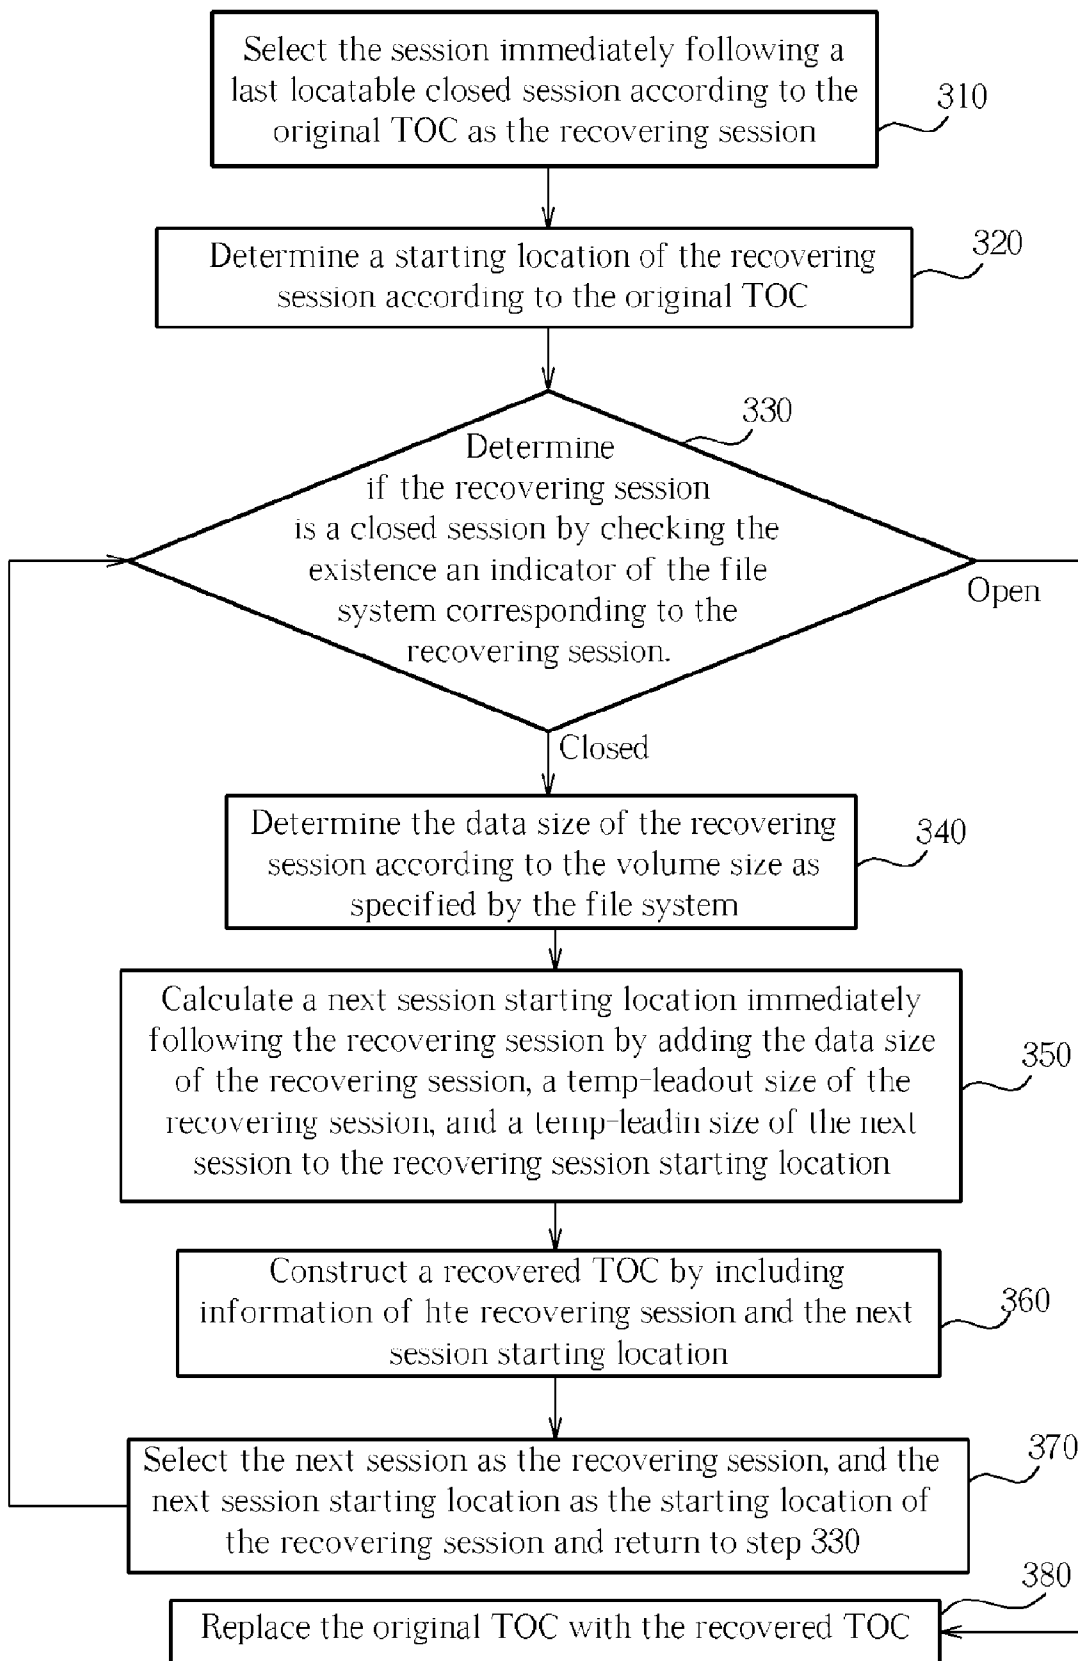 Select the session immediately following a
last locatable closed session according to the
original TOC as the recovering session
310
Determine a starting location of the recovering
session according to the original TOC
320
330
Determine
if the recovering session
is a closed session by checking the
existence an indicator of the file
system corresponding to the
recovering session.
Open
Closed
Determine the data size of the recovering
session according to the volume size as
specified by the file system
340
Calculate a next session starting location immediately
following the recovering session by adding the data size
of the recovering session, a temp-leadout size of the
recovering session, and a temp-leadin size of the next
session to the recovering session starting location
350
Construct a recovered TOC by including
information of hte recovering session and the next
session starting location
360
Select the next session as the recovering session, and the
next session starting location as the starting location of
the recovering session and return to step 330
370
380
Replace the original TOC with the recovered TOC